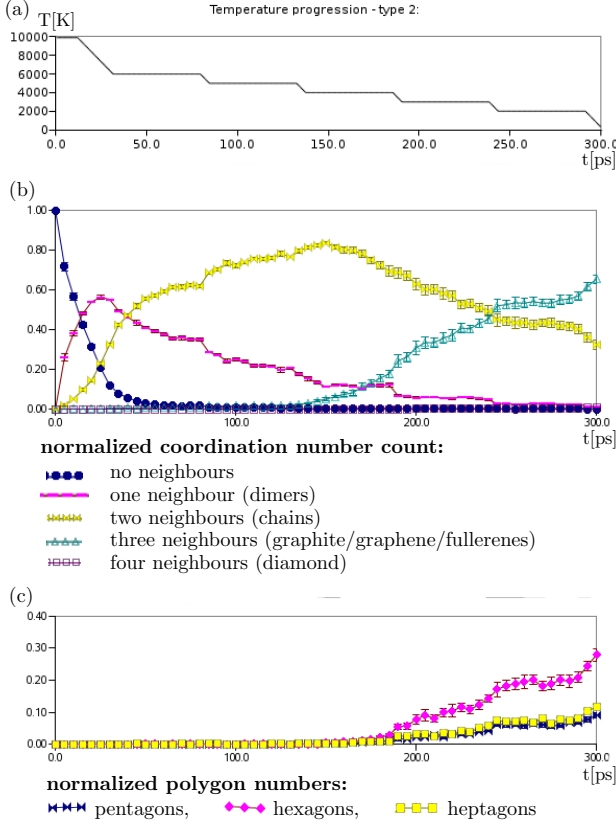 (a)
Temperature progression - type 2:
T[K]
10000
8000
6000
4000
2000
0
0.0 50.0 100.0 150.0 200.0 250.0 300.0
t[ps]
(b)
1.00
0.80
0.60
0.40
0.20
0.00
0.0 100.0 200.0 300.0
t[ps]
normalized coordination number count:
no neighbours
one neighbour (dimers)
two neighbours (chains)
three neighbours (graphite/graphene/fullerenes)
four neighbours (diamond)
(c)
0.40
0.30
0.20
0.10
0.00
0.0 100.0 200.0 300.0
t[ps]
normalized polygon numbers:
pentagons, hexagons, heptagons